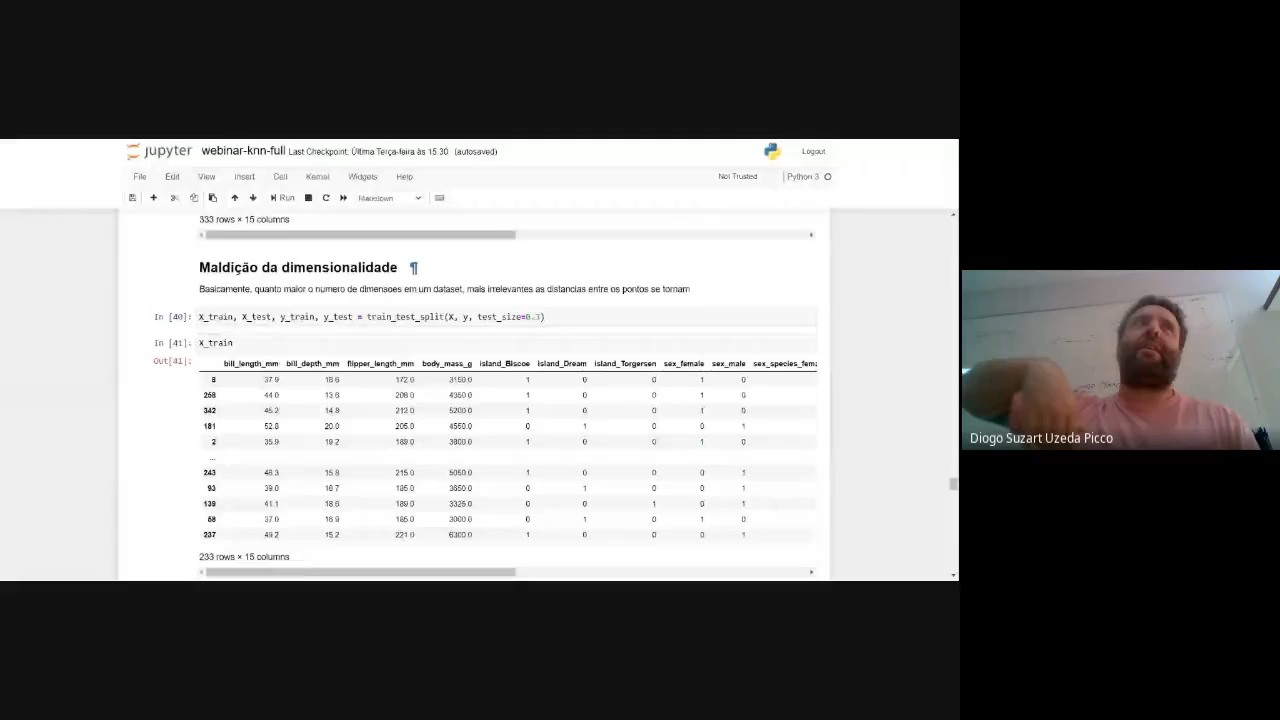 jupyter webinar-knn-full Last Checkpoint: Última Terça-feira às 15:30 (autosaved) Logout
File Edit View Insert Cell Kernel Widgets Help Not Trusted Python 3
Run Markdown
333 rows × 15 columns
Maldição da dimensionalidade ¶
Basicamente, quanto maior o numero de dimensoes em um dataset, mais irrelevantes as distancias entre os pontos se tornam
In [40]: X_train, X_test, y_train, y_test = train_test_split(X, y, test_size=0.3)
In [41]: X_train
Out[41]:
bill_length_mm bill_depth_mm flipper_length_mm body_mass_g island_Biscoe island_Dream island_Torgersen sex_female sex_male sex_species_fema
8 37.9 18.6 172.0 3150.0 1 0 0 1 0
258 44.0 13.6 208.0 4350.0 1 0 0 1 0
342 45.2 14.8 212.0 5200.0 1 0 0 1 0
181 52.8 20.0 205.0 4550.0 0 1 0 0 1
2 35.9 19.2 189.0 3800.0 1 0 0 1 0
...
243 46.3 15.8 215.0 5050.0 1 0 0 0 1
93 39.0 18.7 185.0 3650.0 0 1 0 0 1
139 41.1 18.6 189.0 3325.0 0 0 1 0 1
58 37.0 16.9 185.0 3000.0 0 1 0 1 0
237 49.2 15.2 221.0 6300.0 1 0 0 0 1
233 rows × 15 columns
Diogo Suzart Uzeda Picco